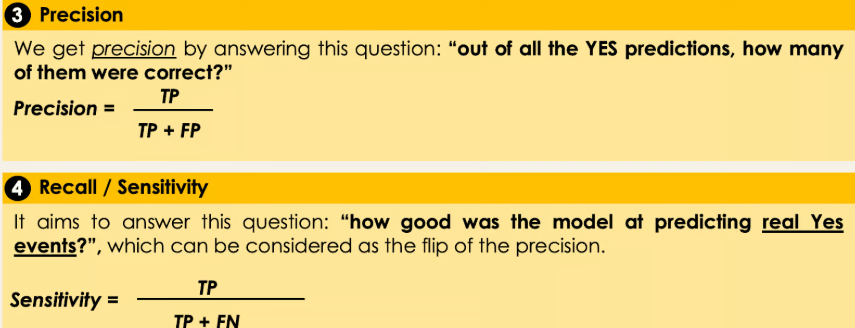 3 Precision
We get precision by answering this question: “out of all the YES predictions, how many
of them were correct?”
Precision = TP
TP + FP
4 Recall / Sensitivity
It aims to answer this question: “how good was the model at predicting real Yes
events?”, which can be considered as the flip of the precision.
Sensitivity = TP
TP + FN